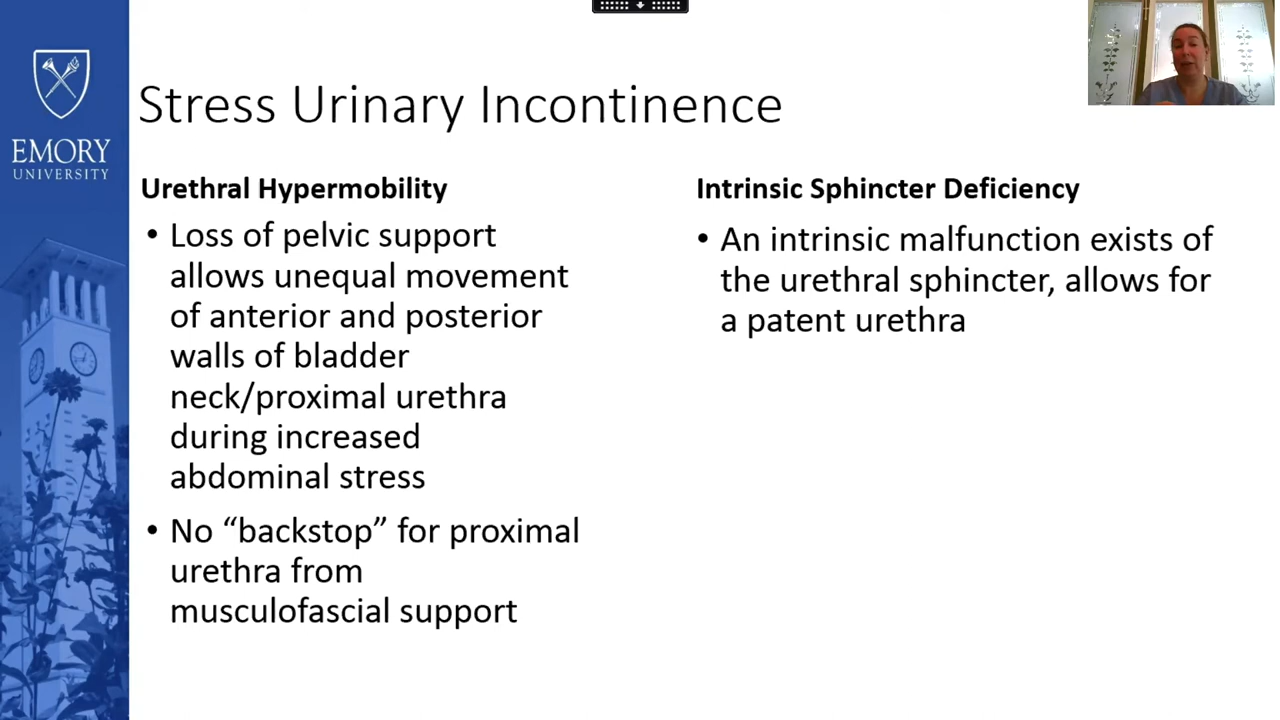 EMORY
UNIVERSITY
Stress Urinary Incontinence
Urethral Hypermobility
• Loss of pelvic support
allows unequal movement
of anterior and posterior
walls of bladder
neck/proximal urethra
during increased
abdominal stress
• No “backstop” for proximal
urethra from
musculofascial support
Intrinsic Sphincter Deficiency
• An intrinsic malfunction exists of
the urethral sphincter, allows for
a patent urethra